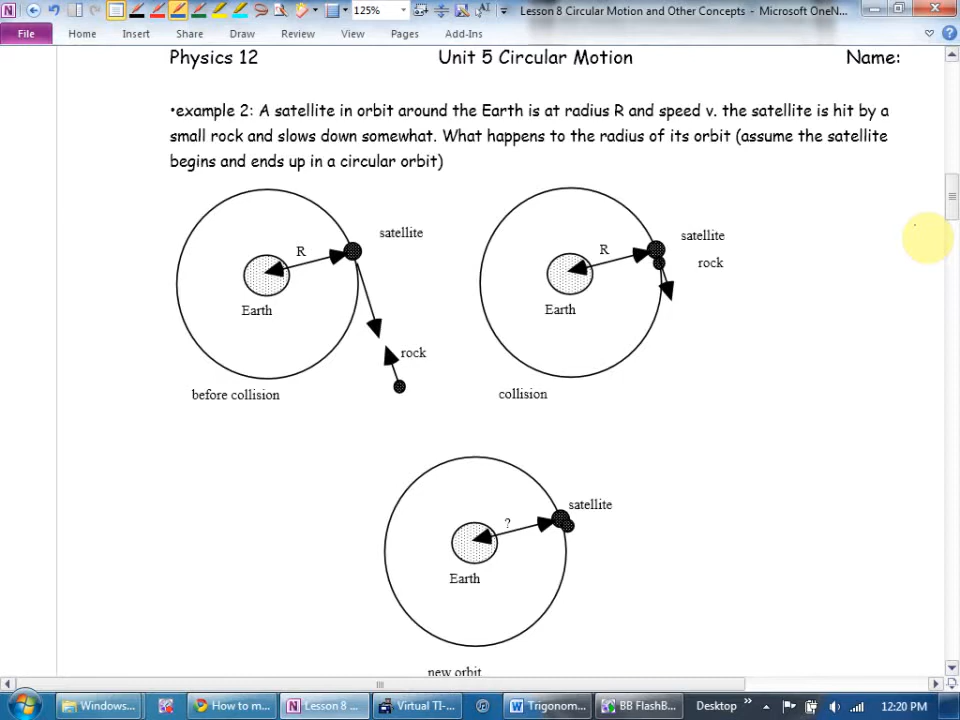 125%
Lesson 8 Circular Motion and Other Concepts - Microsoft OneN...
File Home Insert Share Draw Review View Pages Add-Ins
Physics 12 Unit 5 Circular Motion Name:
•example 2: A satellite in orbit around the Earth is at radius R and speed v. the satellite is hit by a
small rock and slows down somewhat. What happens to the radius of its orbit (assume the satellite
begins and ends up in a circular orbit)
satellite
R
Earth
rock
before collision
satellite
R
rock
Earth
collision
satellite
?
Earth
new orbit
Windows... How to m... Lesson 8 ... Virtual TI-... Trigonom... BB FlashB... Desktop 12:20 PM